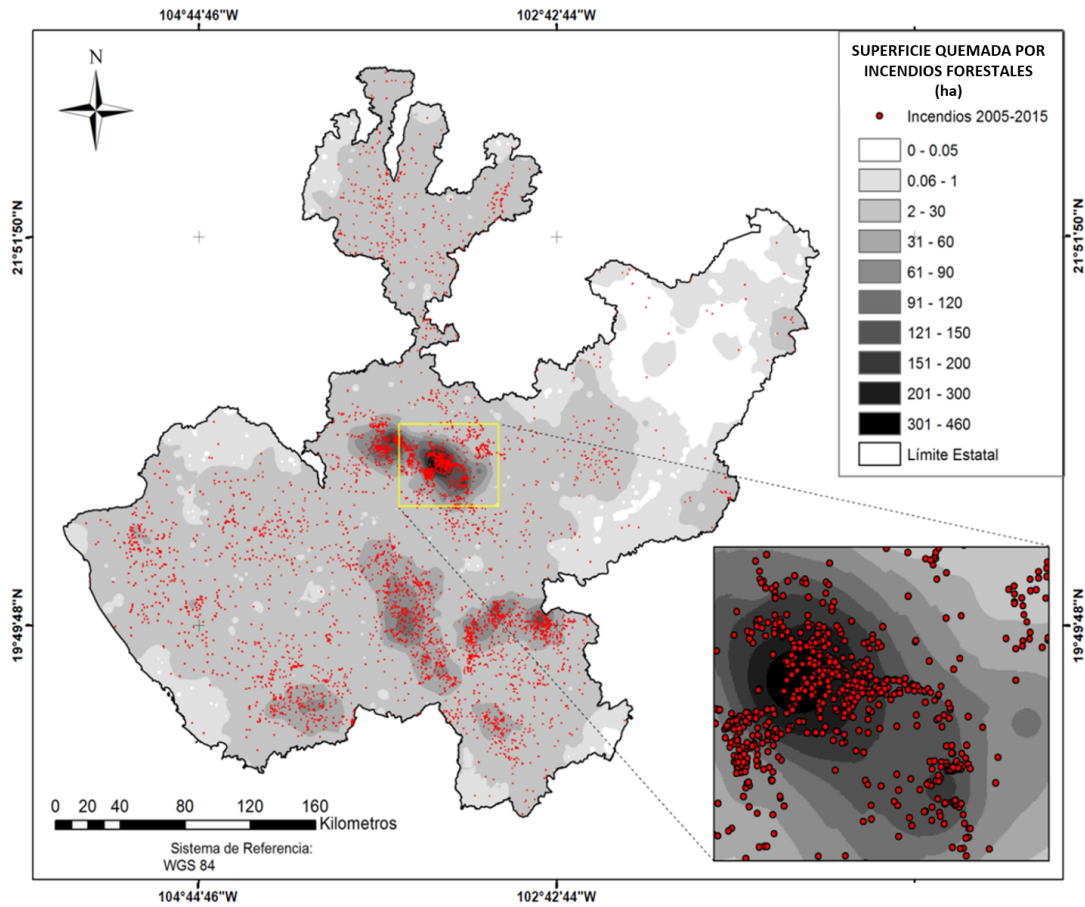 104°44'46"W
102°42'44"W
N
21°51'50"N
21°51'50"N
19°49'48"N
19°49'48"N
SUPERFICIE QUEMADA POR
INCENDIOS FORESTALES
(ha)
Incendios 2005-2015
0 - 0.05
0.06 - 1
2 - 30
31 - 60
61 - 90
91 - 120
121 - 150
151 - 200
201 - 300
301 - 460
Límite Estatal
0 20 40 80 120 160
Kilometros
Sistema de Referencia:
WGS 84
104°44'46"W
102°42'44"W